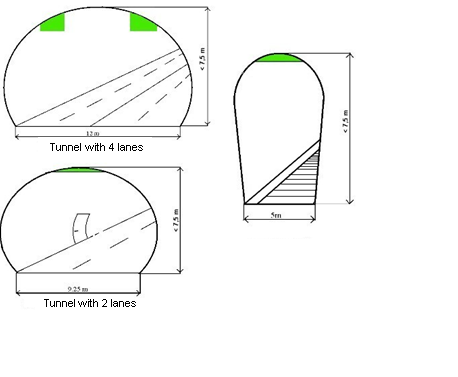 < 7,5 m
12 m
Tunnel with 4 lanes
< 7,5 m
5m
< 7,5 m
9.25 m
Tunnel with 2 lanes